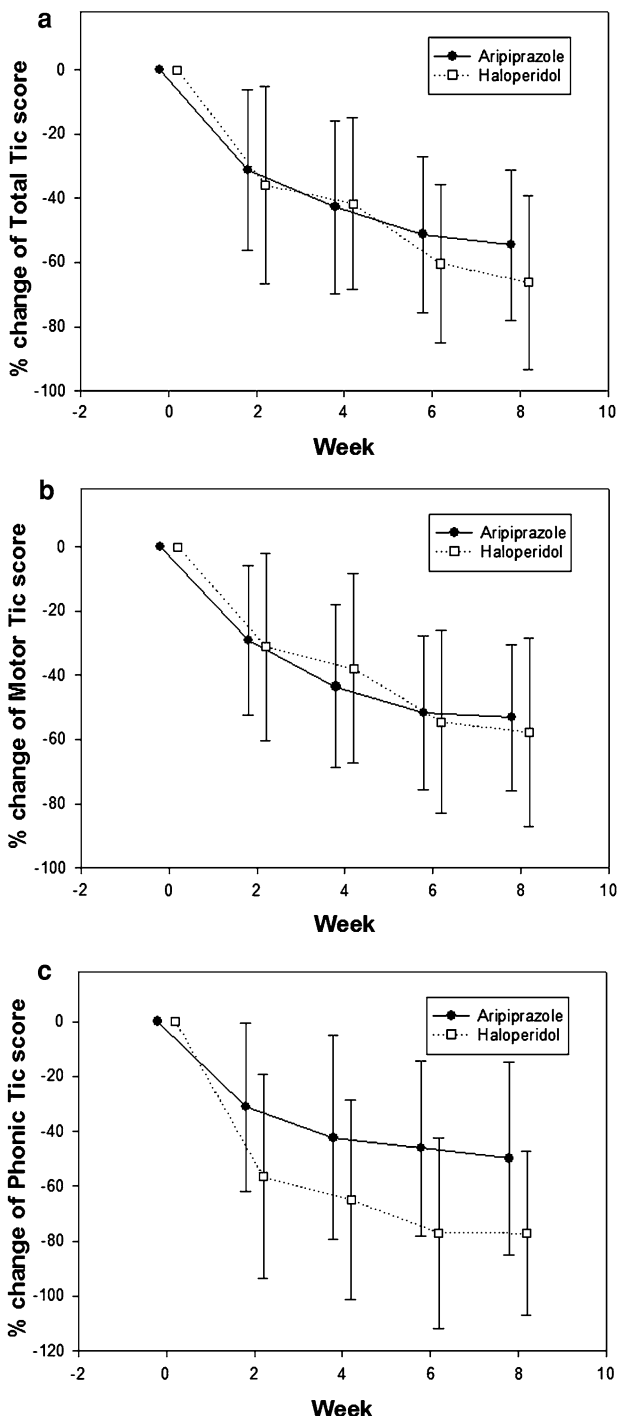 a
Aripiprazole
Haloperidol
% change of Total Tic score
0
-20
-40
-60
-80
-100
-2 0 2 4 6 8 10
Week
b
Aripiprazole
Haloperidol
% change of Motor Tic score
0
-20
-40
-60
-80
-100
-2 0 2 4 6 8 10
Week
c
Aripiprazole
Haloperidol
% change of Phonic Tic score
0
-20
-40
-60
-80
-100
-120
-2 0 2 4 6 8 10
Week